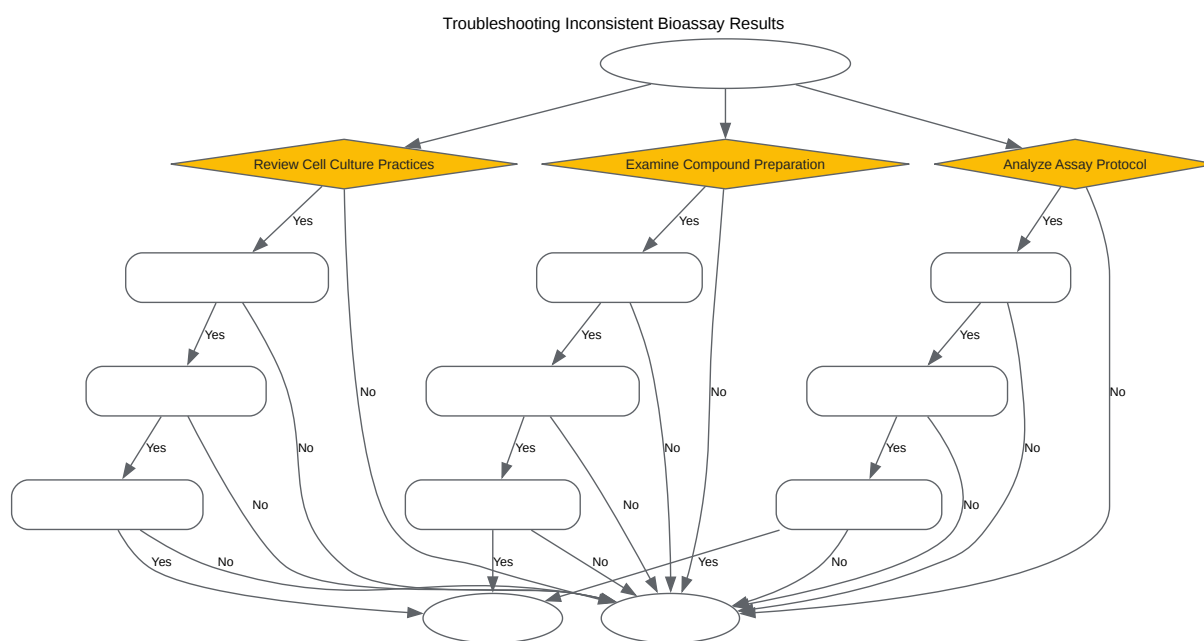 Troubleshooting Inconsistent Bioassay Results
Review Cell Culture Practices
Examine Compound Preparation
Analyze Assay Protocol
Yes
Yes
Yes
Yes
Yes
Yes
No
No
No
Yes
Yes
Yes
No
No
No
No
No
No
Yes
No
Yes
No
Yes
No